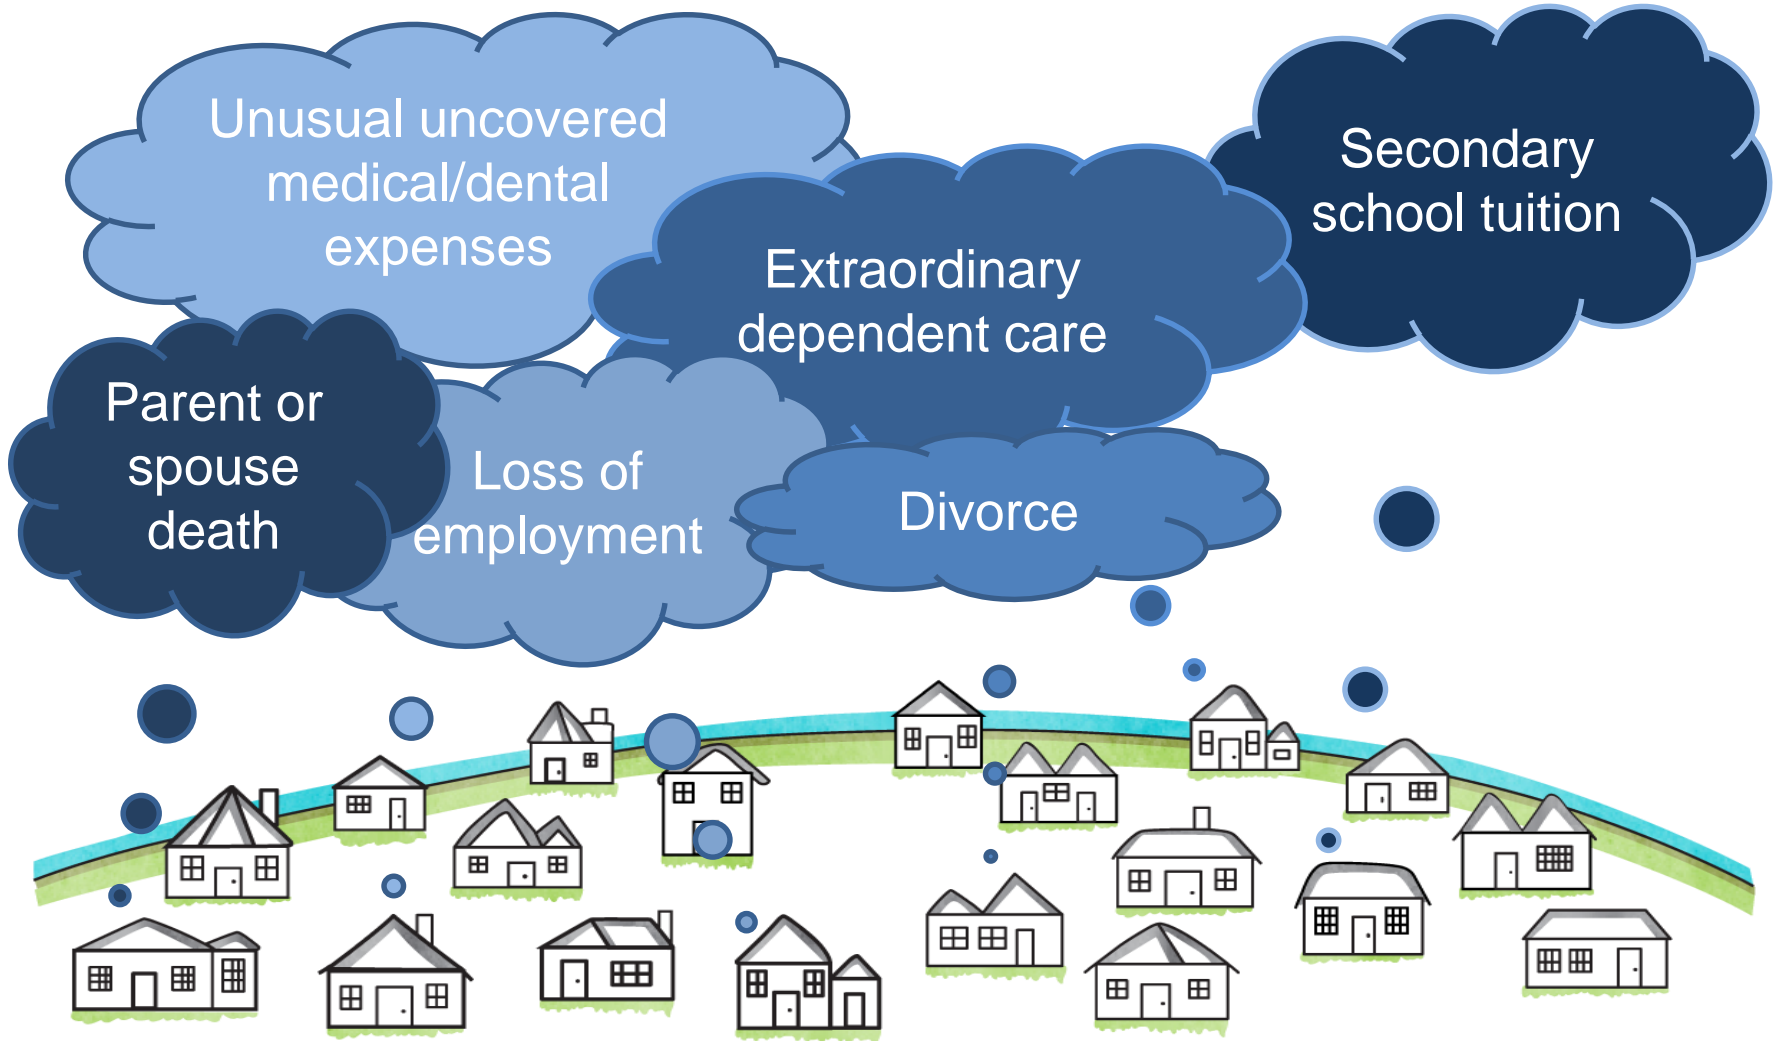 Unusual uncovered
medical/dental
expenses
Secondary
school tuition
Extraordinary
dependent care
Parent or
spouse
death
Loss of
employment
Divorce